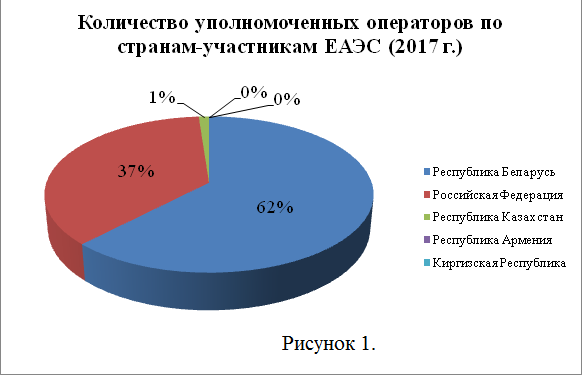 Количество уполномоченных операторов по
странам-участникам ЕАЭС (2017 г.)
1%
0%
0%
37%
62%
Республика Беларусь
Российская Федерация
Республика Казахстан
Республика Армения
Киргизская Республика
Рисунок 1.